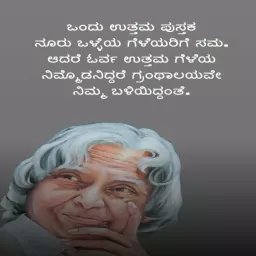 ಒಂದು ಉತ್ತಮ ಪುಸ್ತಕ
ನೂರು ಒಳ್ಳೆಯ ಗೆಳೆಯರಿಗೆ ಸಮ.
ಆದರೆ ಓರ್ವ ಉತ್ತಮ ಗೆಳೆಯ
ನಿಮ್ಮೊಡನಿದ್ದರೆ ಗ್ರಂಥಾಲಯವೇ
ನಿಮ್ಮ ಬಳಿಯಿದ್ದಂತೆ.